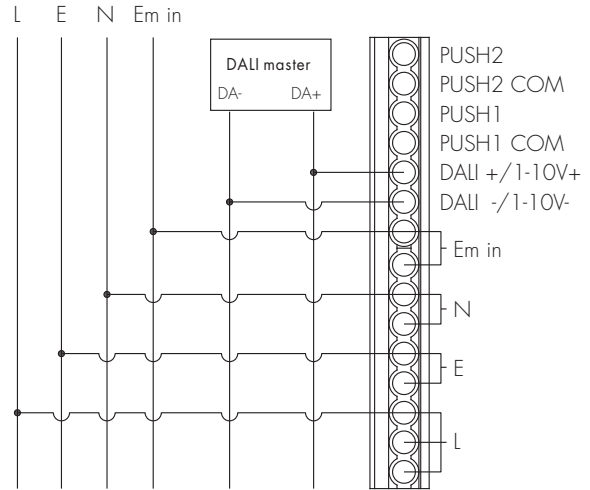 L E N Em in
DALI master
DA- DA+
PUSH2
PUSH2 COM
PUSH1
PUSH1 COM
DALI +/1-10V+
DALI -/1-10V-
Em in
N
E
L